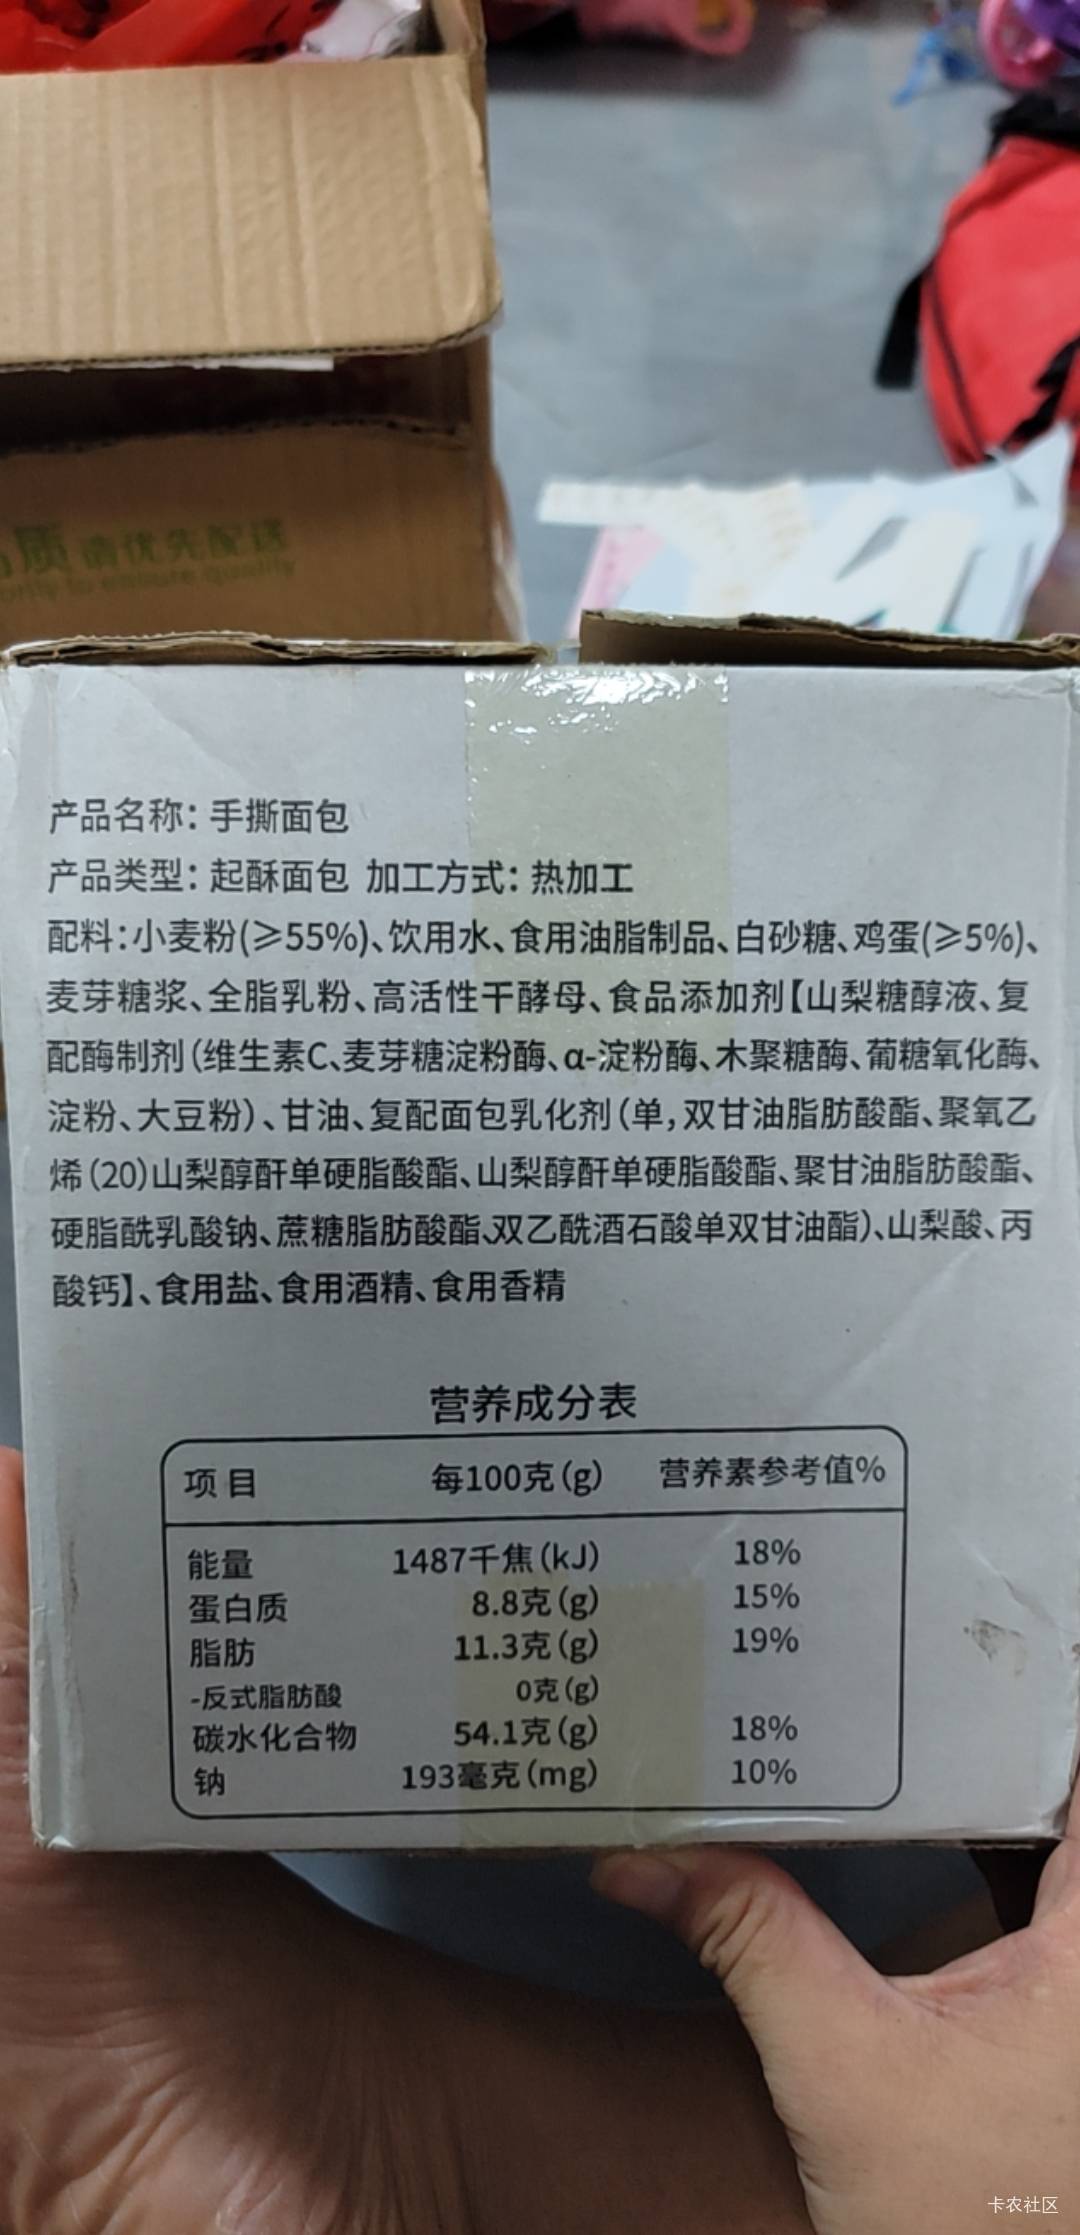 质 请优先配送
to ensure quality
产品名称：手撕面包
产品类型：起酥面包 加工方式：热加工
配料：小麦粉(≥55%)、饮用水、食用油脂制品、白砂糖、鸡蛋(≥5%)、
麦芽糖浆、全脂乳粉、高活性干酵母、食品添加剂【山梨糖醇液、复
配酶制剂（维生素C、麦芽糖淀粉酶、α-淀粉酶、木聚糖酶、葡糖氧化酶、
淀粉、大豆粉）、甘油、复配面包乳化剂（单，双甘油脂肪酸酯、聚氧乙
烯（20）山梨醇酐单硬脂酸酯、山梨醇酐单硬脂酸酯、聚甘油脂肪酸酯、
硬脂酰乳酸钠、蔗糖脂肪酸酯、双乙酰酒石酸单双甘油酯）、山梨酸、丙
酸钙】、食用盐、食用酒精、食用香精
营养成分表
项目 每100克(g) 营养素参考值%
能量 1487千焦(kJ) 18%
蛋白质 8.8克(g) 15%
脂肪 11.3克(g) 19%
-反式脂肪酸 0克(g)
碳水化合物 54.1克(g) 18%
钠 193毫克(mg) 10%
卡农社区